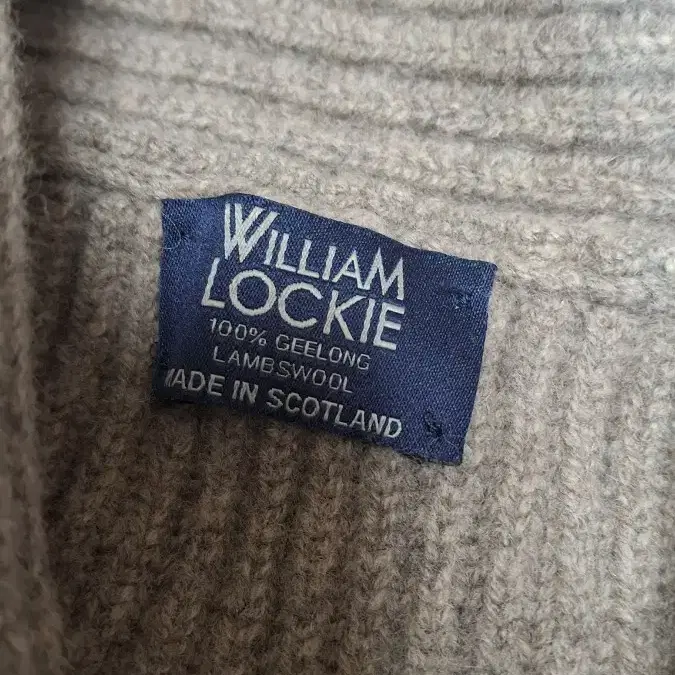 WILLIAM
LOCKIE
100% GEELONG
LAMBSWOOL
MADE IN SCOTLAND